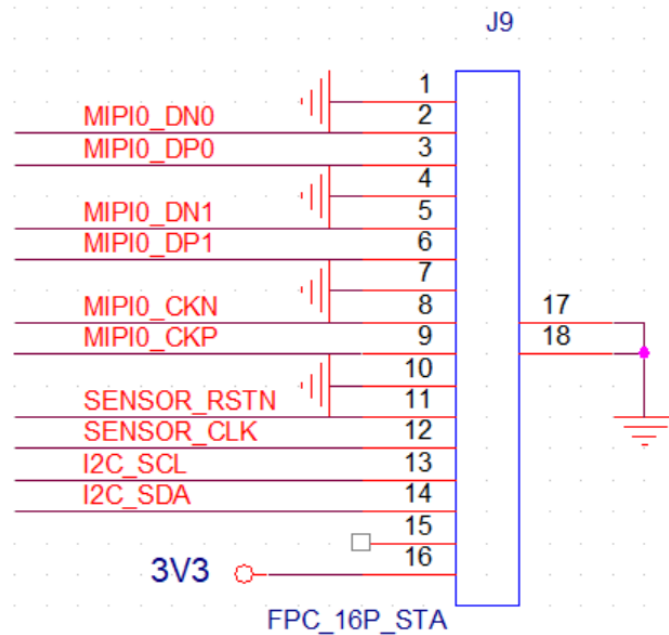 J9
1
MIPI0_DN0 2
MIPI0_DP0 3
4
MIPI0_DN1 5
MIPI0_DP1 6
7
MIPI0_CKN 8 17
MIPI0_CKP 9 18
10
SENSOR_RSTN 11
SENSOR_CLK 12
I2C_SCL 13
I2C_SDA 14
15
3V3 16
FPC_16P_STA